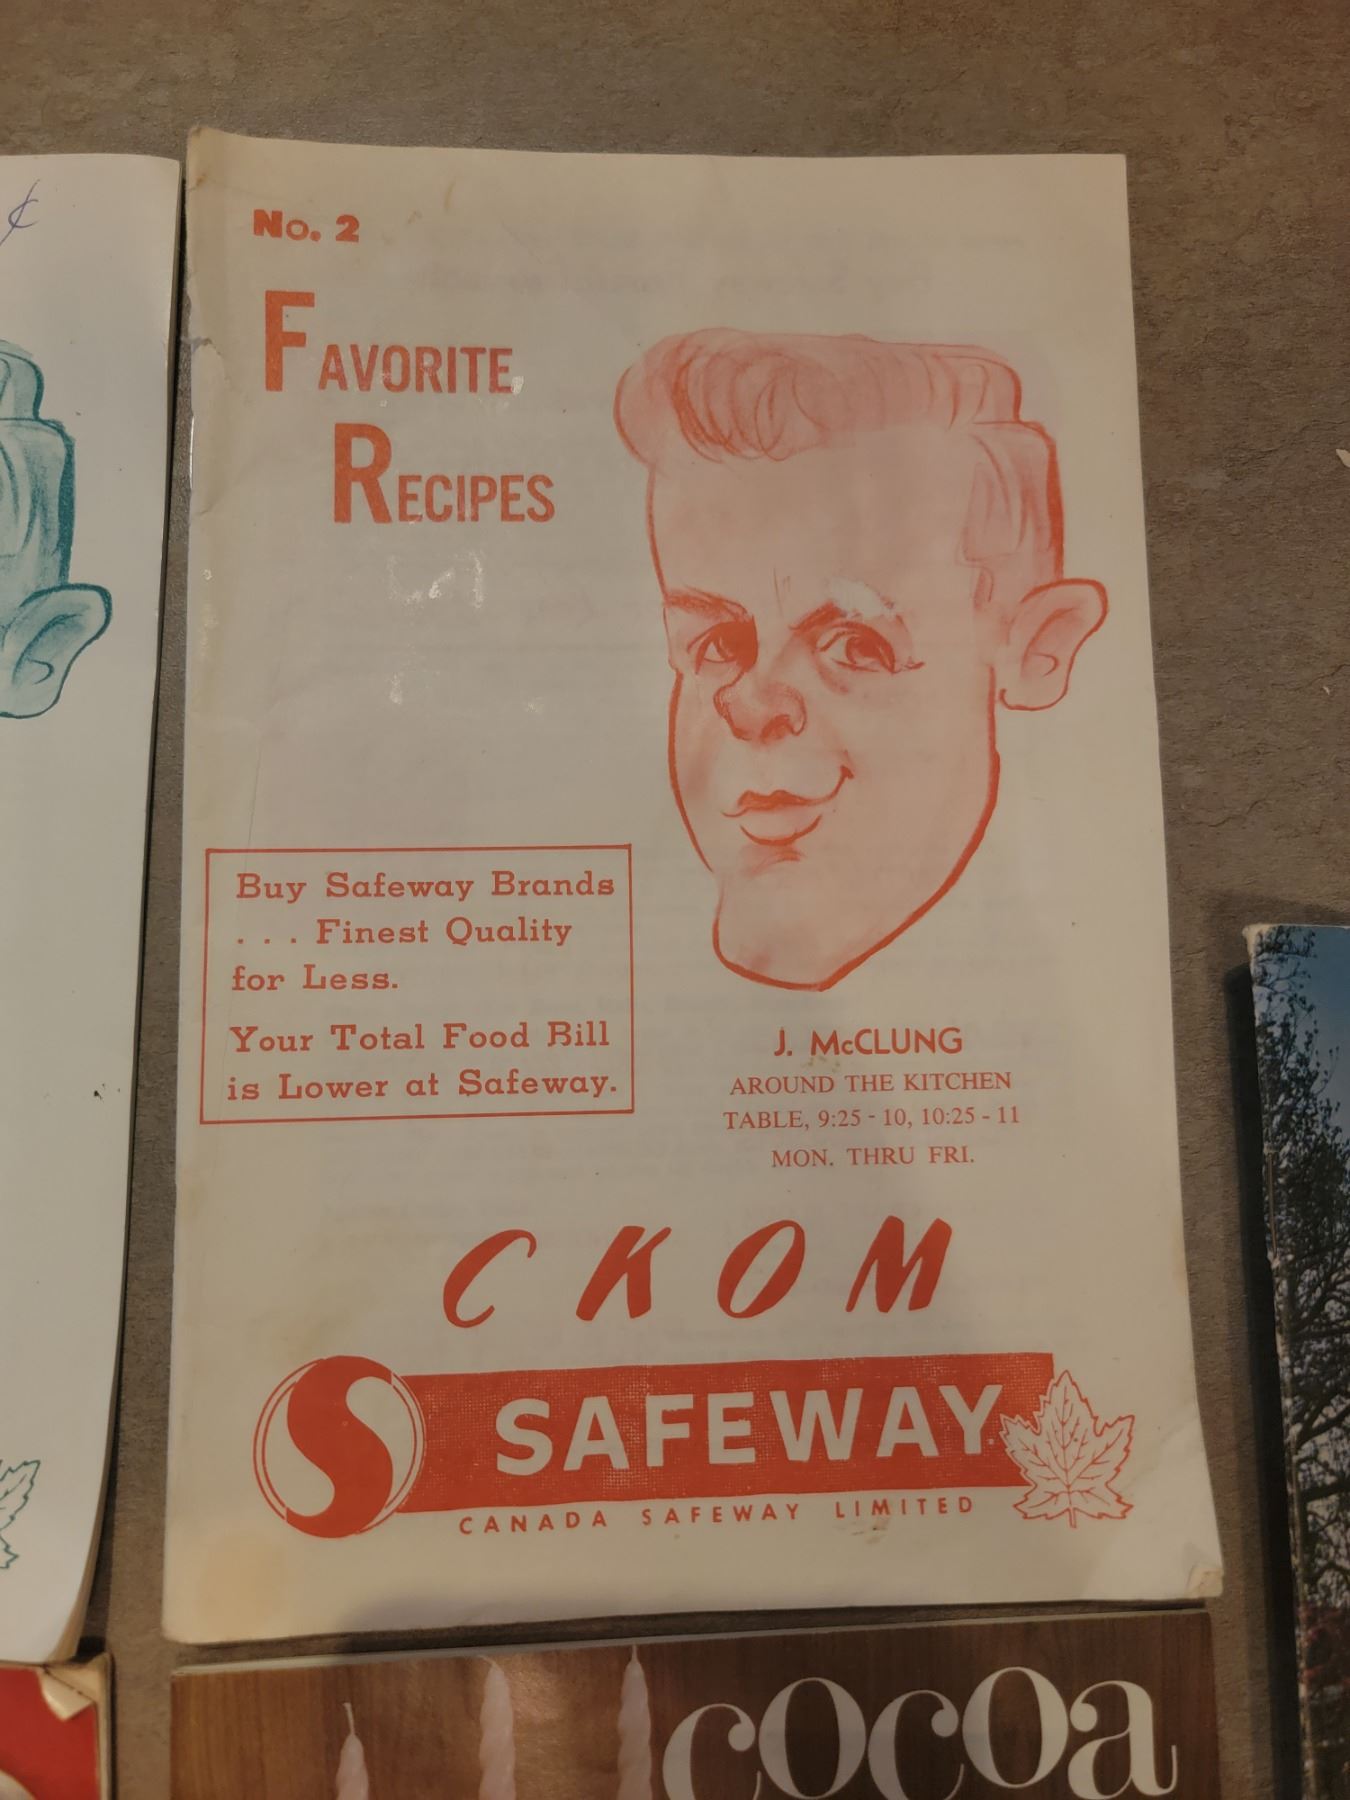 ¢
No. 2
FAVORITE
RECIPES
Buy Safeway Brands
. . . Finest Quality
for Less.
Your Total Food Bill
is Lower at Safeway.
J. McCLUNG
AROUND THE KITCHEN
TABLE, 9:25 - 10, 10:25 - 11
MON. THRU FRI.
CKOM
S SAFEWAY
CANADA SAFEWAY LIMITED
cocoa